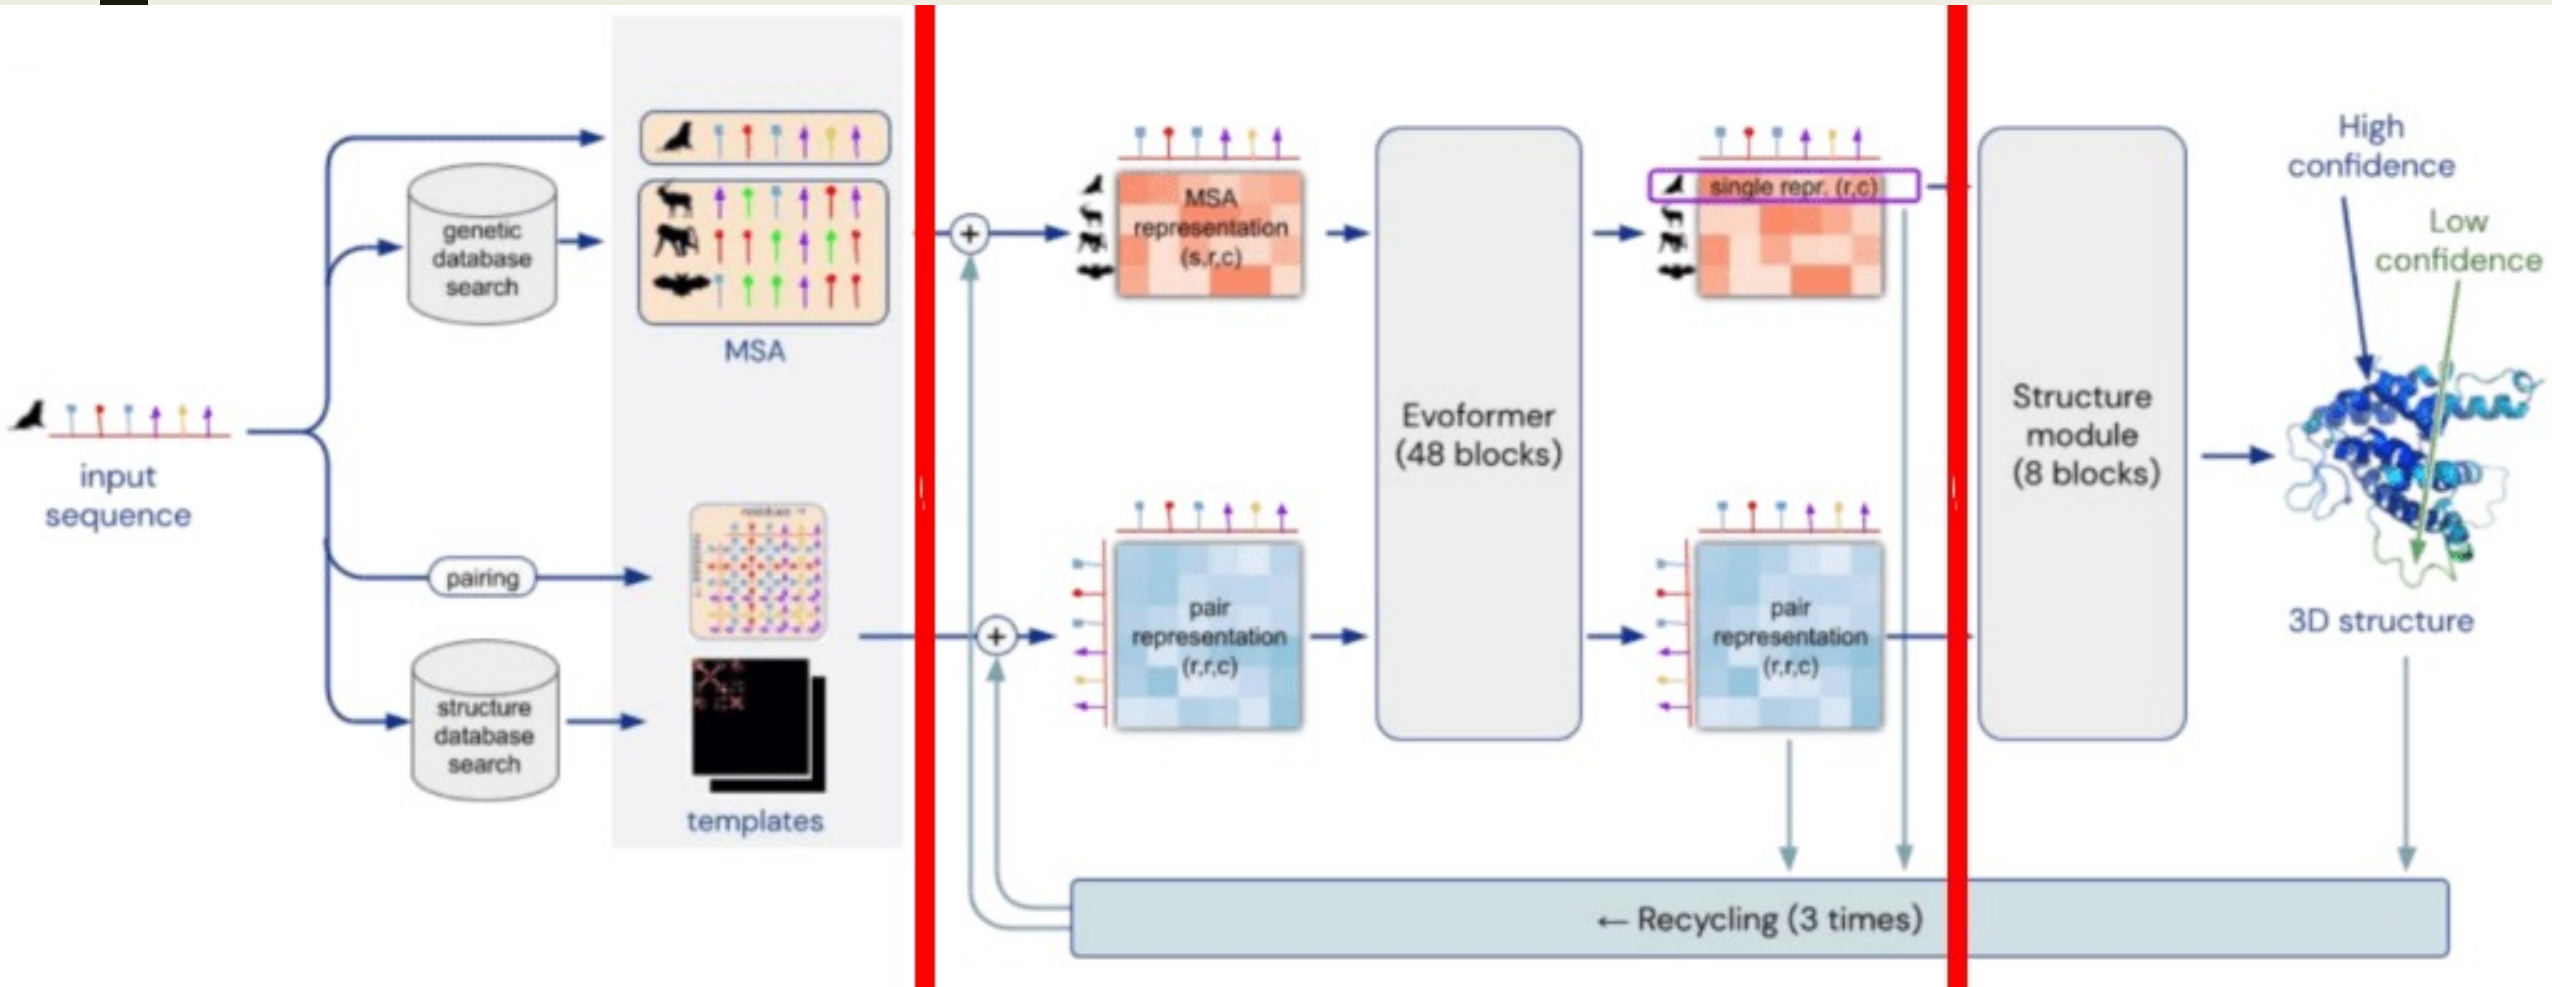 input
sequence
genetic
database
search
pairing
structure
database
search
MSA
templates
+
+
MSA
representation
(s,r,c)
pair
representation
(r,r,c)
Evoformer
(48 blocks)
single repr. (r,c)
pair
representation
(r,r,c)
Structure
module
(8 blocks)
High
confidence
Low
confidence
3D structure
← Recycling (3 times)